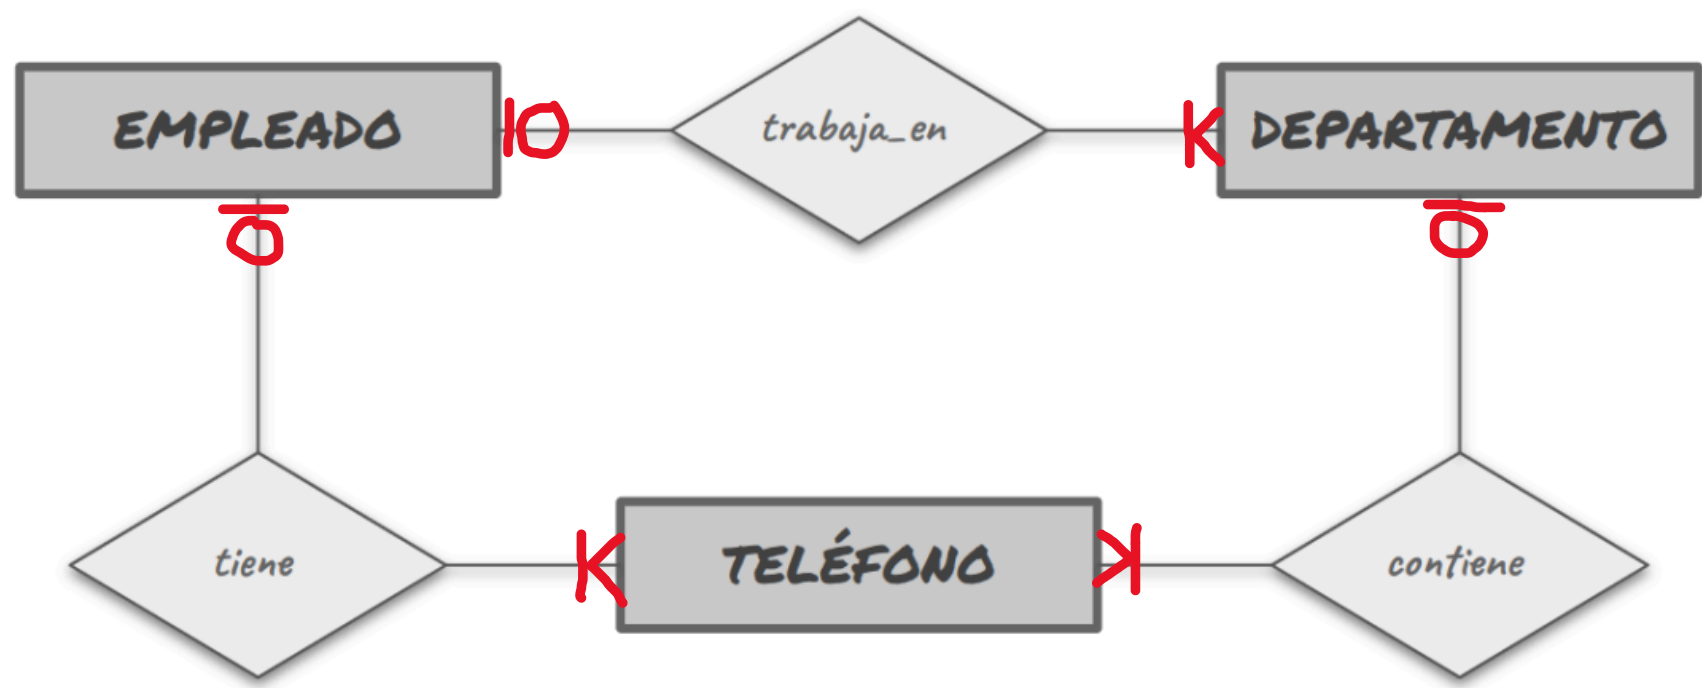 EMPLEADO
trabaja_en
DEPARTAMENTO
tiene
TELÉFONO
contiene